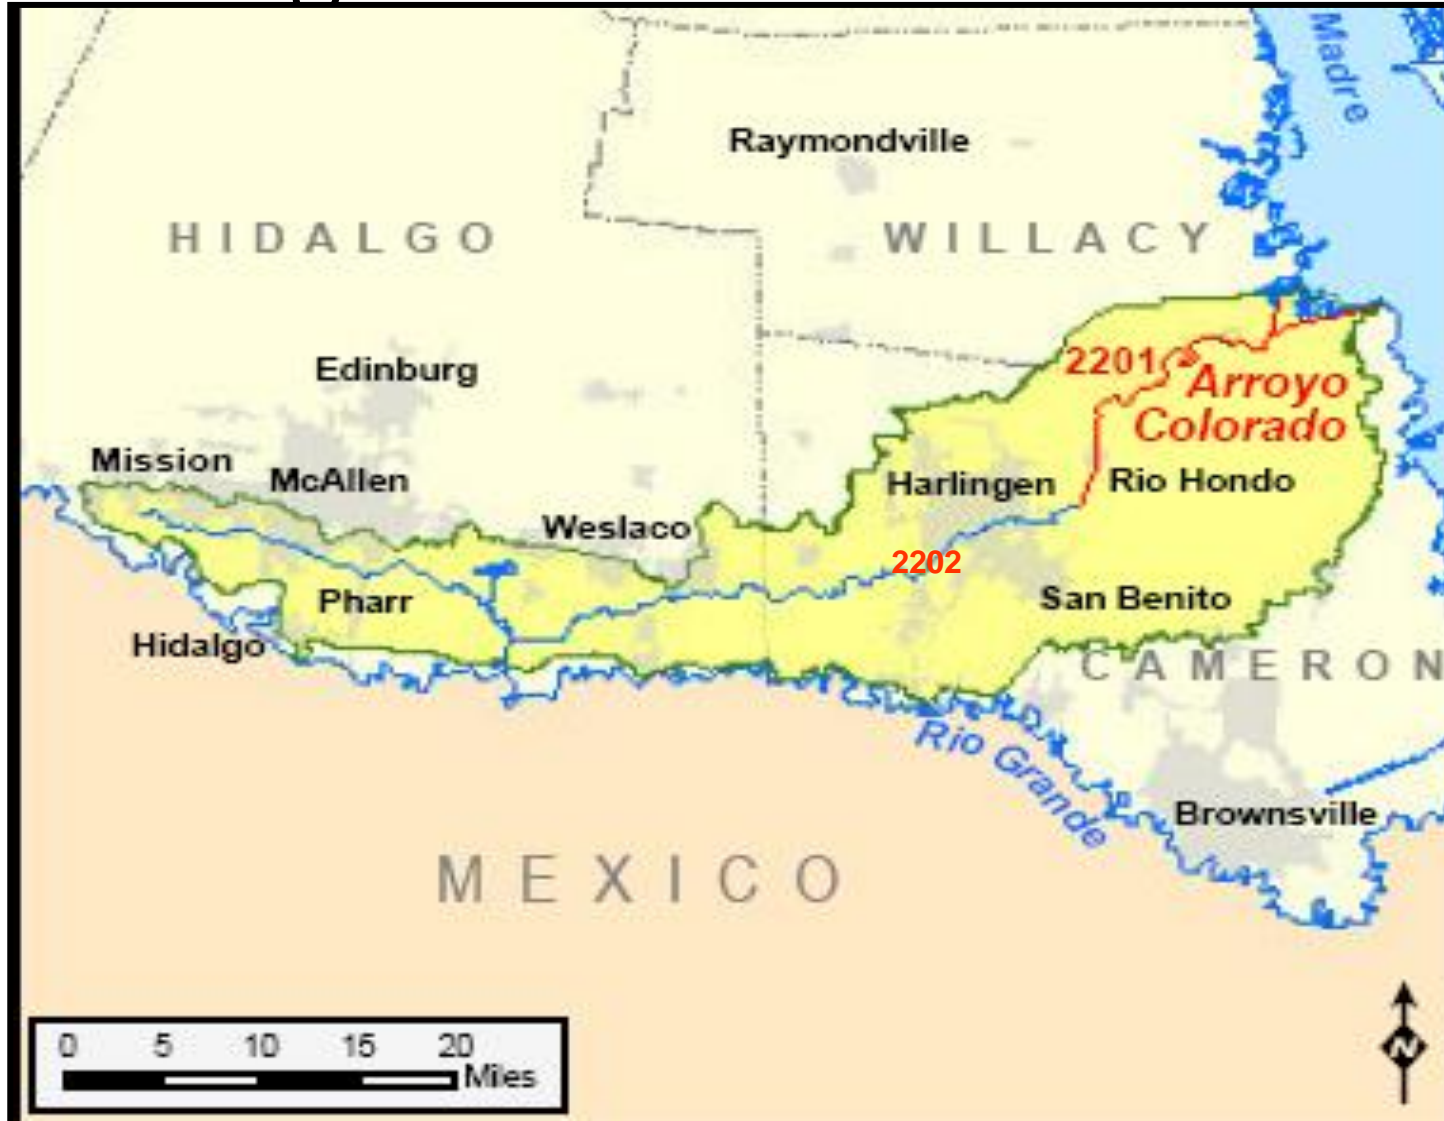 Madre
Raymondville
HIDALGO
WILLACY
Edinburg
2201
Arroyo
Colorado
Mission
McAllen
Harlingen
Rio Hondo
Weslaco
2202
Pharr
San Benito
Hidalgo
CAMERON
Rio Grande
Brownsville
MEXICO
0 5 10 15 20
Miles
N